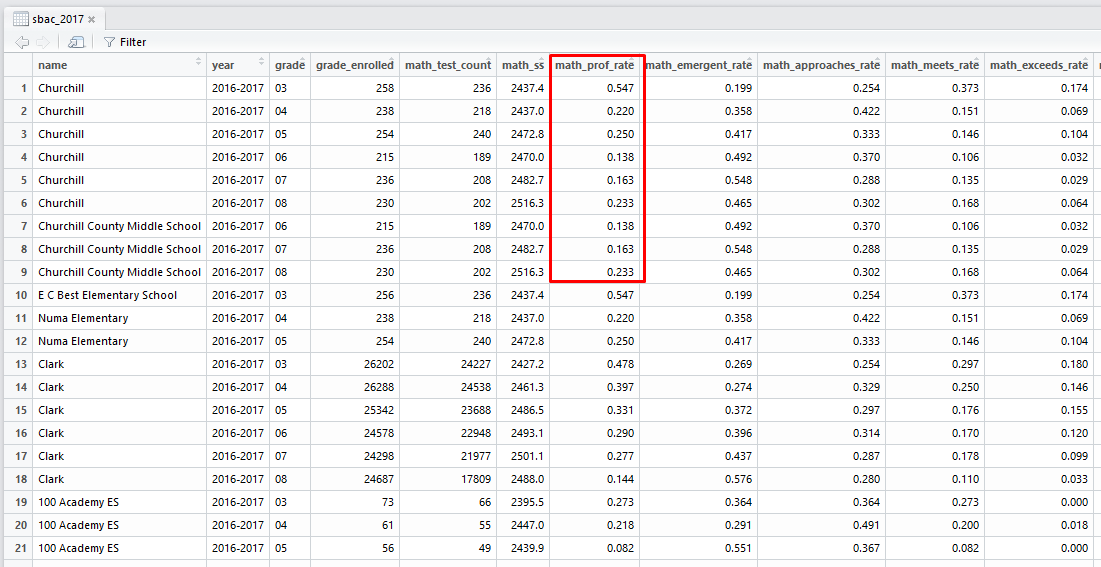 sbac_2017
Filter
name year grade grade_enrolled math_test_count math_ss math_prof_rate math_emergent_rate math_approaches_rate math_meets_rate math_exceeds_rate
1 Churchill 2016-2017 03 258 236 2437.4 0.547 0.199 0.254 0.373 0.174
2 Churchill 2016-2017 04 238 218 2437.0 0.220 0.358 0.422 0.151 0.069
3 Churchill 2016-2017 05 254 240 2472.8 0.250 0.417 0.333 0.146 0.104
4 Churchill 2016-2017 06 215 189 2470.0 0.138 0.492 0.370 0.106 0.032
5 Churchill 2016-2017 07 236 208 2482.7 0.163 0.548 0.288 0.135 0.029
6 Churchill 2016-2017 08 230 202 2516.3 0.233 0.465 0.302 0.168 0.064
7 Churchill County Middle School 2016-2017 06 215 189 2470.0 0.138 0.492 0.370 0.106 0.032
8 Churchill County Middle School 2016-2017 07 236 208 2482.7 0.163 0.548 0.288 0.135 0.029
9 Churchill County Middle School 2016-2017 08 230 202 2516.3 0.233 0.465 0.302 0.168 0.064
10 E C Best Elementary School 2016-2017 03 256 236 2437.4 0.547 0.199 0.254 0.373 0.174
11 Numa Elementary 2016-2017 04 238 218 2437.0 0.220 0.358 0.422 0.151 0.069
12 Numa Elementary 2016-2017 05 254 240 2472.8 0.250 0.417 0.333 0.146 0.104
13 Clark 2016-2017 03 26202 24227 2427.2 0.478 0.269 0.254 0.297 0.180
14 Clark 2016-2017 04 26288 24538 2461.3 0.397 0.274 0.329 0.250 0.146
15 Clark 2016-2017 05 25342 23688 2486.5 0.331 0.372 0.297 0.176 0.155
16 Clark 2016-2017 06 24578 22948 2493.1 0.290 0.396 0.314 0.170 0.120
17 Clark 2016-2017 07 24298 21977 2501.1 0.277 0.437 0.287 0.178 0.099
18 Clark 2016-2017 08 24687 17809 2488.0 0.144 0.576 0.280 0.110 0.033
19 100 Academy ES 2016-2017 03 73 66 2395.5 0.273 0.364 0.364 0.273 0.000
20 100 Academy ES 2016-2017 04 61 55 2447.0 0.218 0.291 0.491 0.200 0.018
21 100 Academy ES 2016-2017 05 56 49 2439.9 0.082 0.551 0.367 0.082 0.000